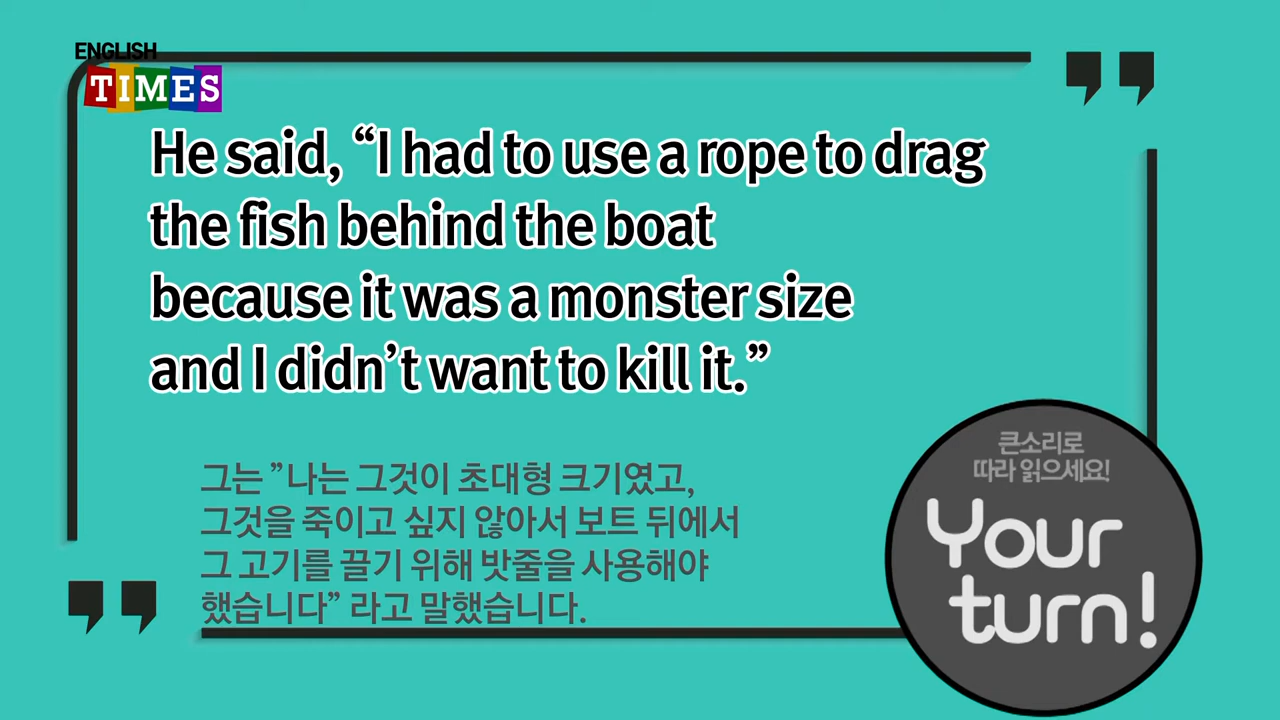 ENGLISH
TIMES
He said, “I had to use a rope to drag
the fish behind the boat
because it was a monster size
and I didn’t want to kill it.”
그는 ”나는 그것이 초대형 크기였고,
그것을 죽이고 싶지 않아서 보트 뒤에서
그 고기를 끌기 위해 밧줄을 사용해야
했습니다” 라고 말했습니다.
큰소리로
따라 읽으세요!
Your
turn!